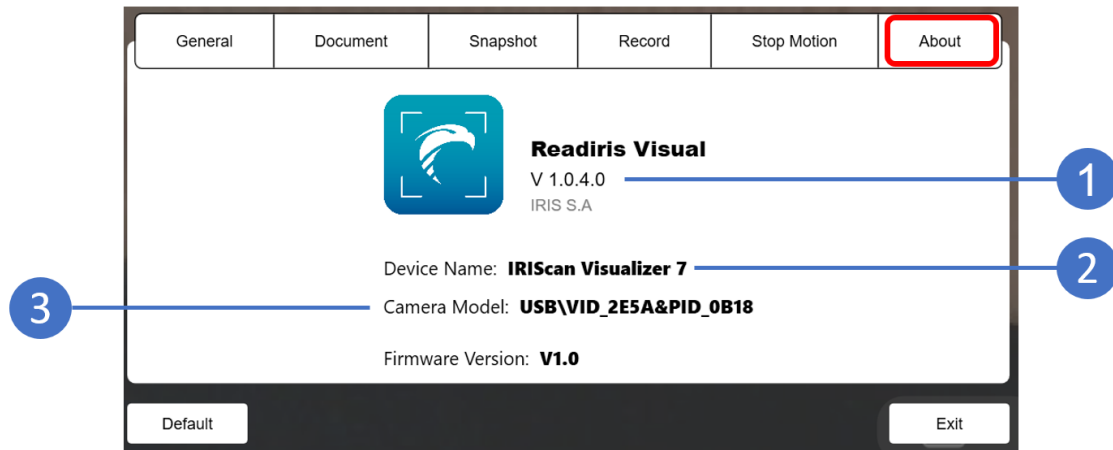 General Document Snapshot Record Stop Motion About
Readiris Visual
V 1.0.4.0
1
IRIS S.A
Device Name: IRIScan Visualizer 7
2
3
Camera Model: USB\VID_2E5A&PID_0B18
Firmware Version: V1.0
Default Exit